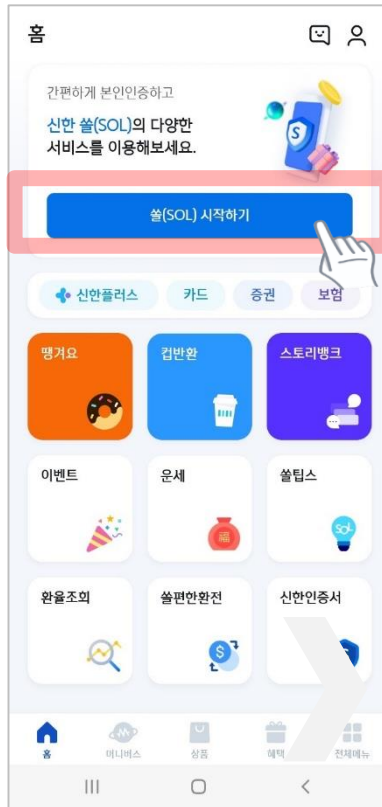 홈
간편하게 본인인증하고
신한 쏠(SOL)의 다양한
서비스를 이용해보세요.
S
쏠(SOL) 시작하기
신한플러스 카드 증권 보험
땡겨요 컵반환 스토리뱅크
이벤트 운세 쏠팁스
福 SOL
환율조회 쏠편한환전 신한인증서
$ S
홈 머니버스 상품 혜택 전체메뉴